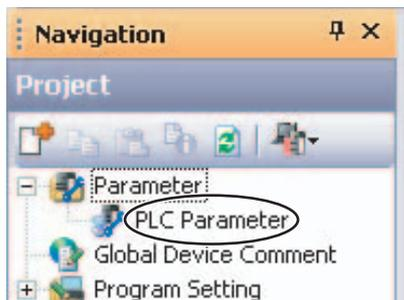 Navigation
Project
Parameter
PLC Parameter
Global Device Comment
Program Setting